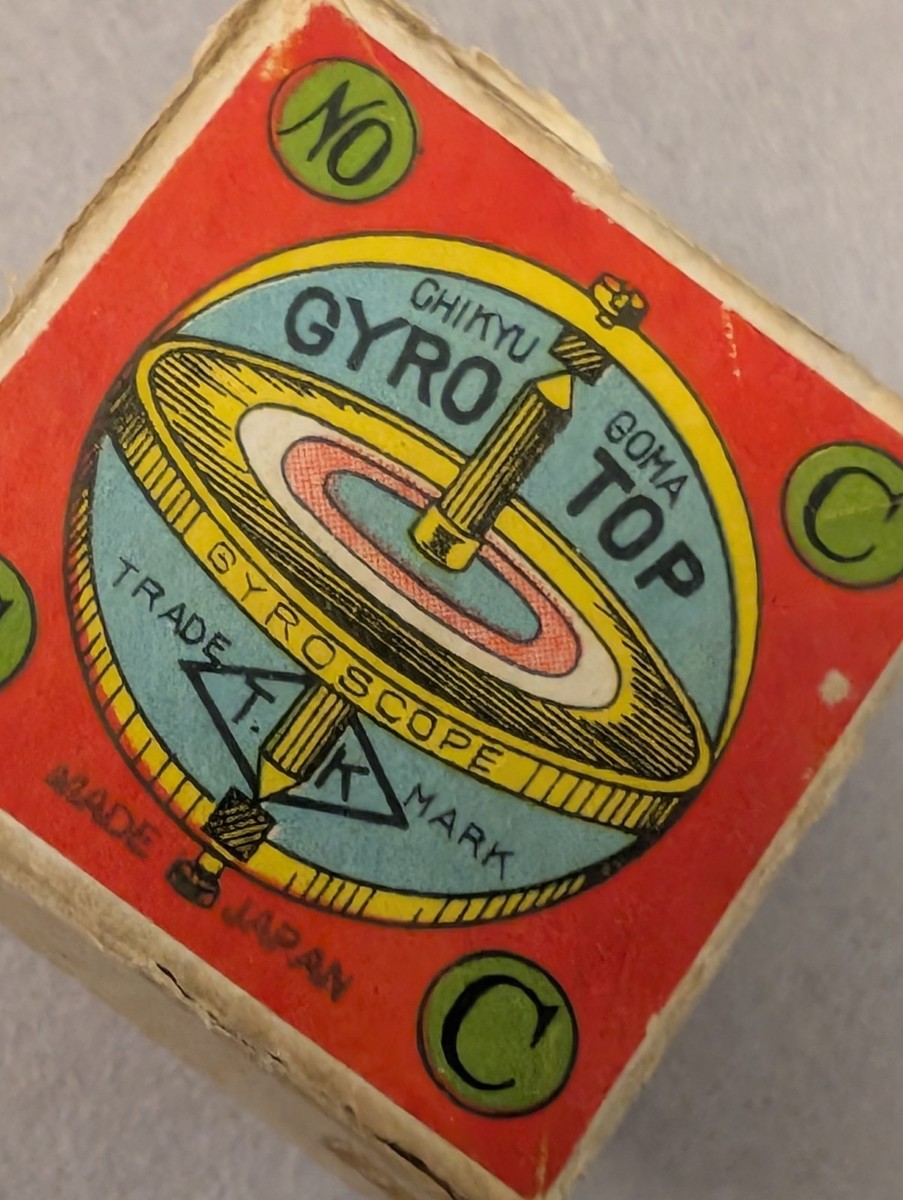 NO
C
CHIKYU GOMA
GYRO TOP
GYROSCOPE
TRADE MARK
T. K
MADE JAPAN
C